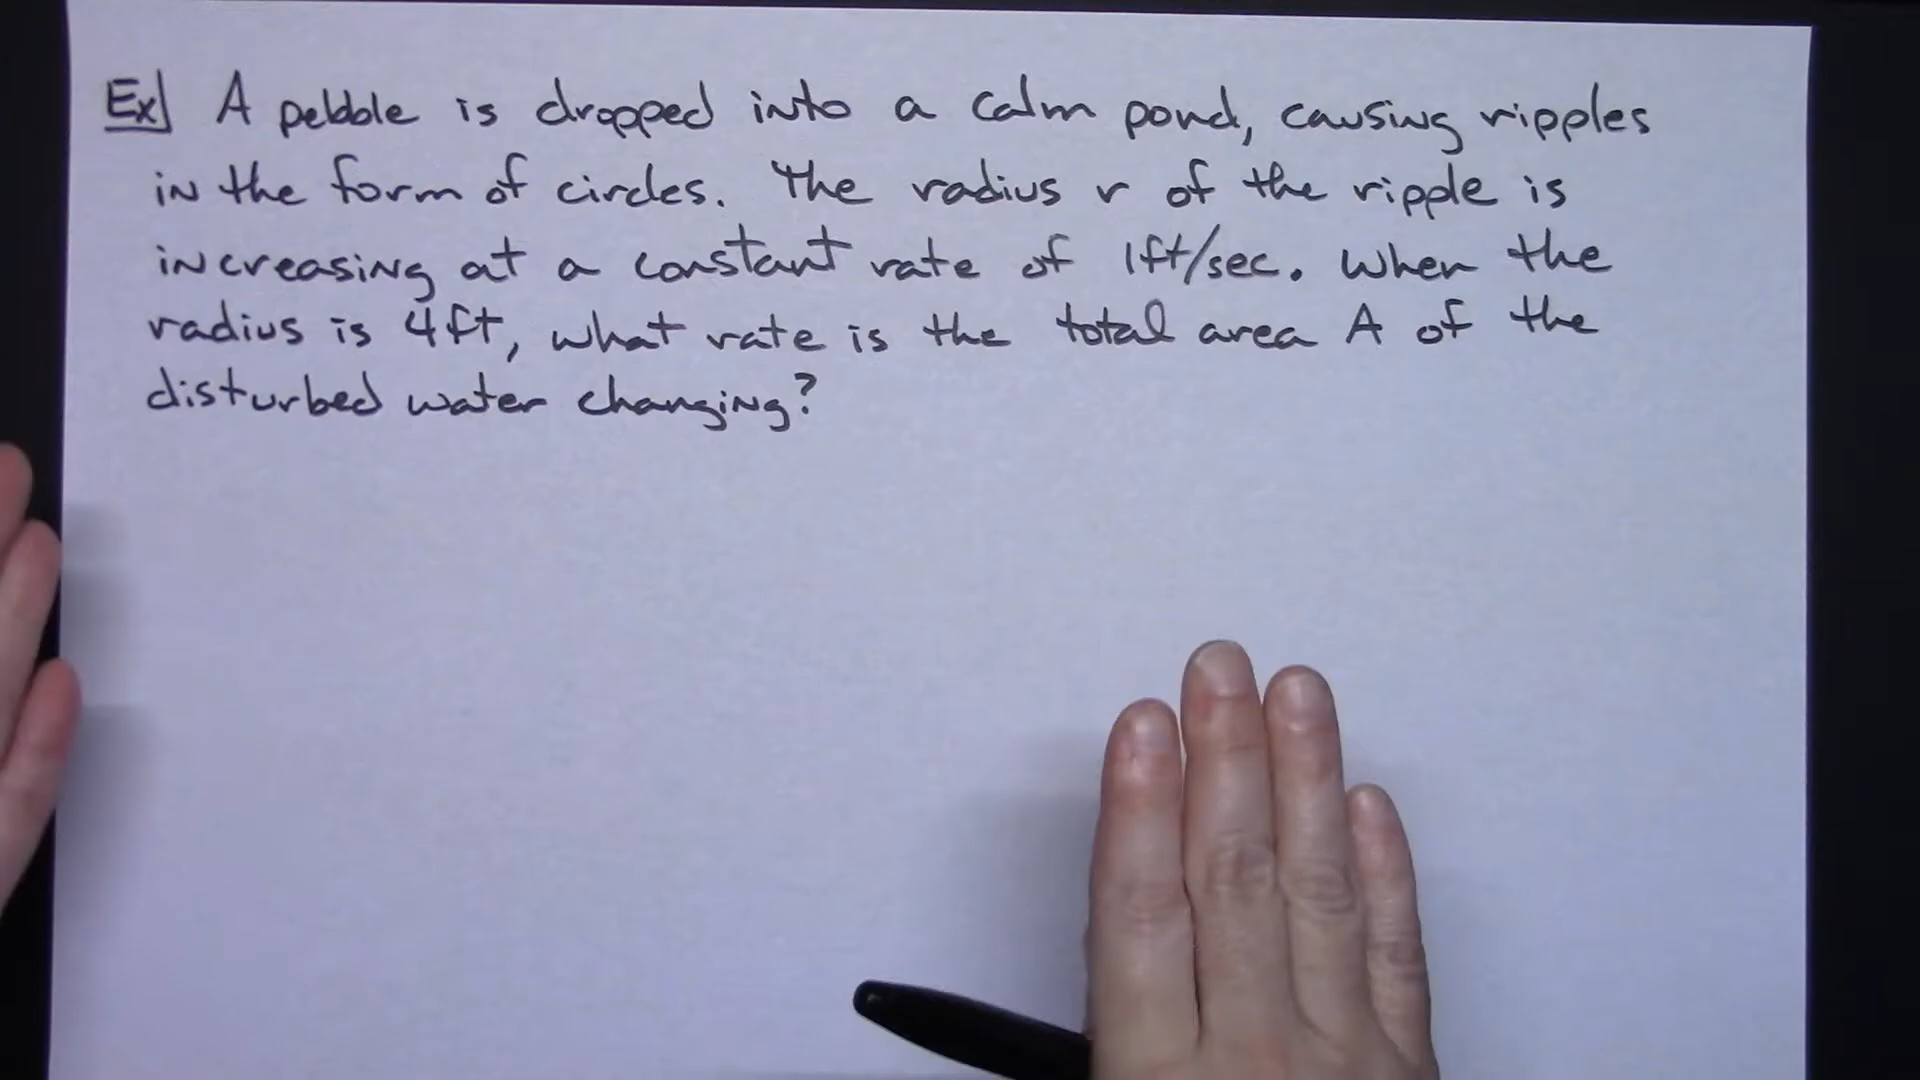 Ex] A pebble is dropped into a calm pond, causing ripples
in the form of circles. The radius r of the ripple is
increasing at a constant rate of 1ft/sec. When the
radius is 4ft, what rate is the total area A of the
disturbed water changing?